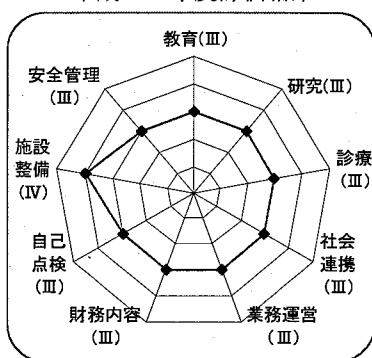 教育(Ⅲ)
研究(Ⅲ)
診療
(Ⅲ)
社会
連携
(Ⅲ)
業務運営
(Ⅲ)
財務内容
(Ⅲ)
自己
点検
(Ⅲ)
施設
整備
(Ⅳ)
安全管理
(Ⅲ)